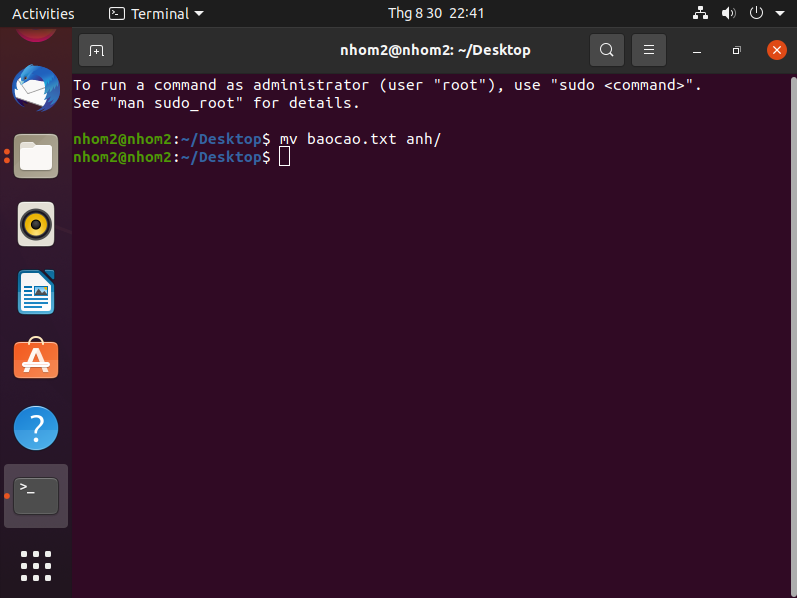 Activities Terminal Thg 8 30 22:41
nhom2@nhom2: ~/Desktop
To run a command as administrator (user "root"), use "sudo <command>".
See "man sudo_root" for details.
nhom2@nhom2:~/Desktop$ mv baocao.txt anh/
nhom2@nhom2:~/Desktop$